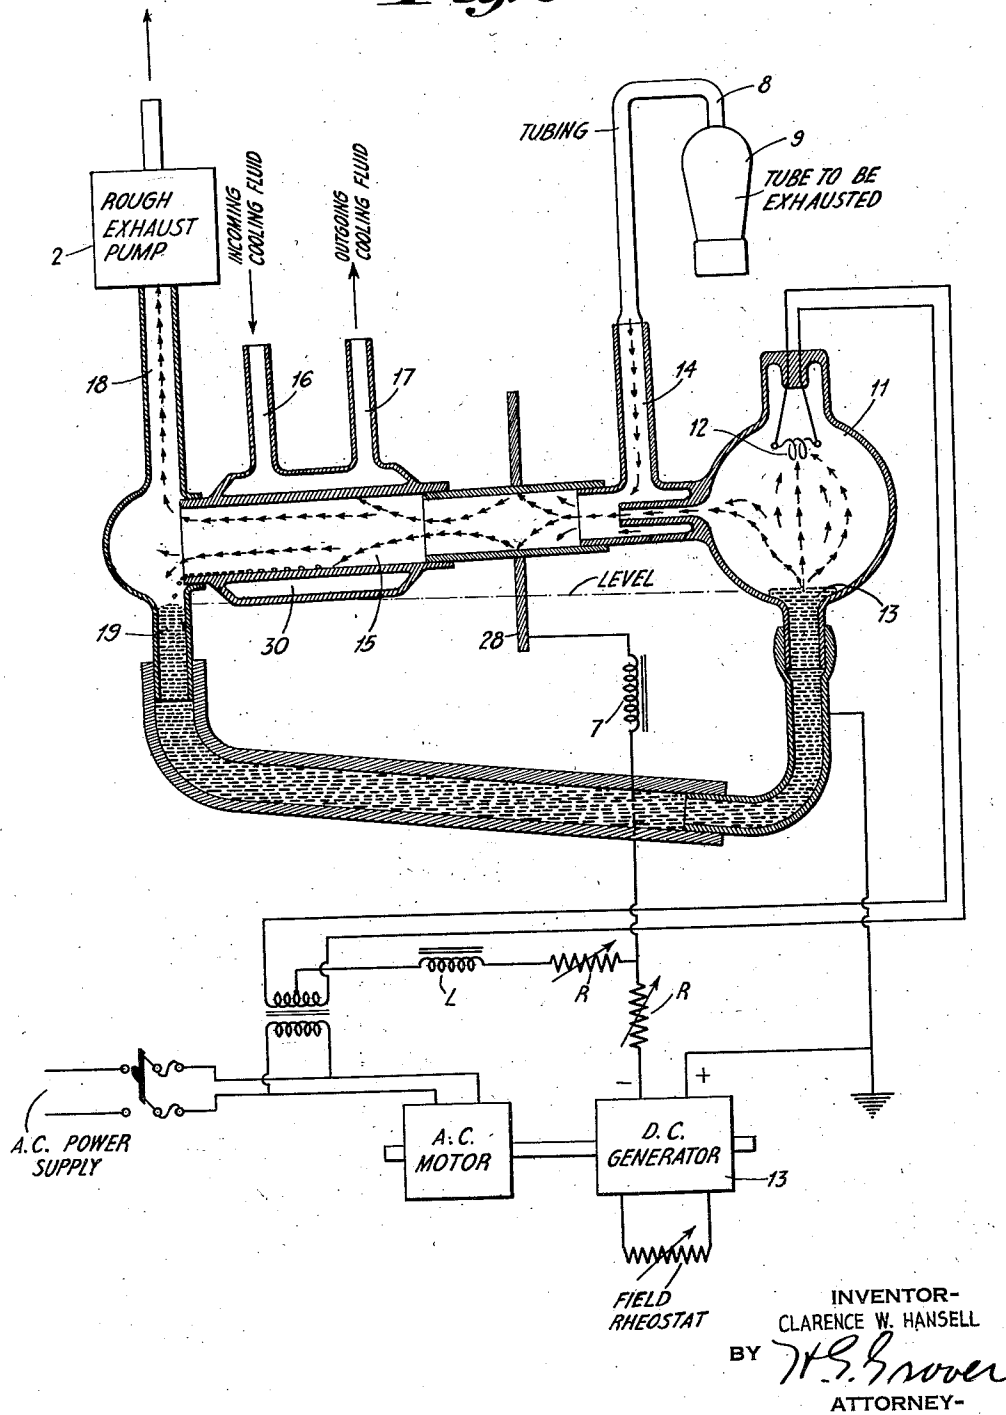 8
TUBING
9
TUBE TO BE
EXHAUSTED
ROUGH
EXHAUST
PUMP
2
INCOMING
COOLING FLUID
OUTGOING
COOLING FLUID
18
16
17
14
12
11
LEVEL
13
19
30
15
28
7
L
R
R
A.C. POWER
SUPPLY
A.C.
MOTOR
-
+
D.C.
GENERATOR
13
FIELD
RHEOSTAT
INVENTOR-
CLARENCE W. HANSELL
BY H.G. Grover
ATTORNEY-